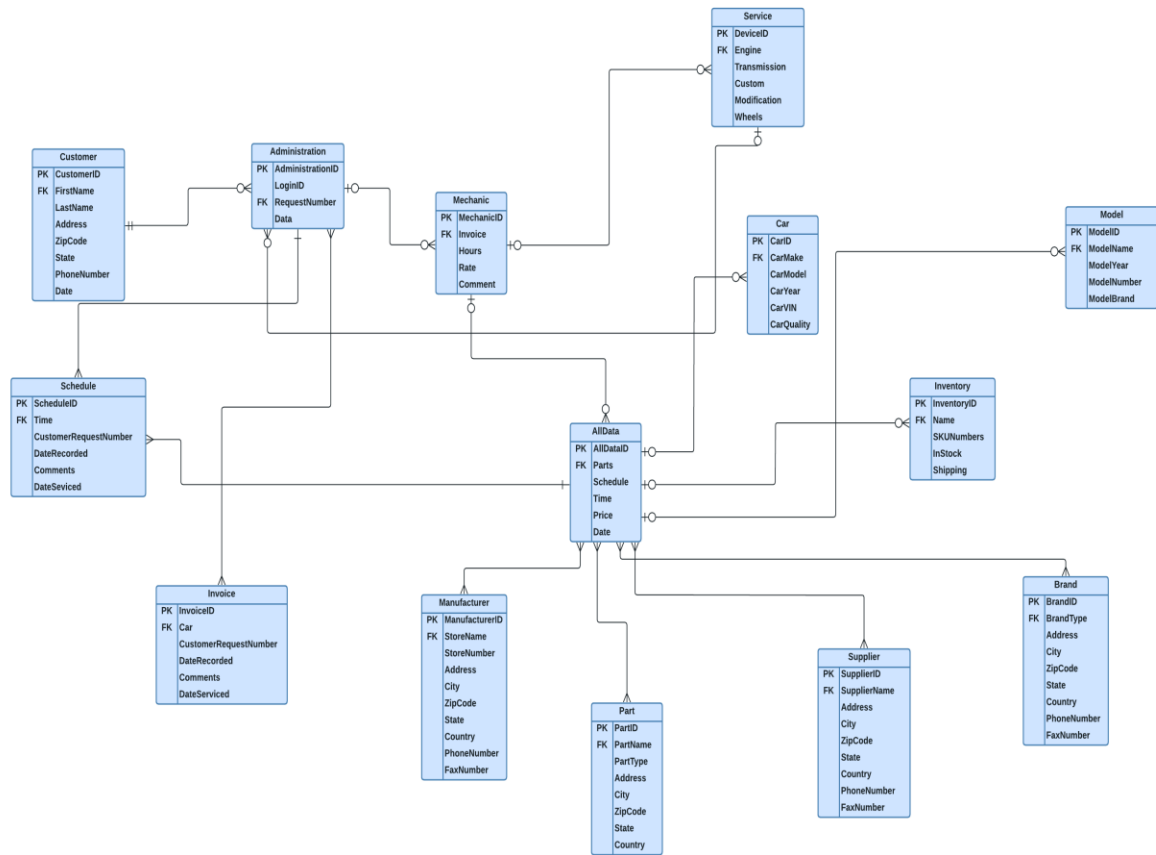 Service
PK DeviceID
FK Engine
Transmission
Custom
Modification
Wheels
Customer
PK CustomerID
FK FirstName
LastName
Address
ZipCode
State
PhoneNumber
Date
Administration
PK AdministrationID
LoginID
FK RequestNumber
Data
Mechanic
PK MechanicID
FK Invoice
Hours
Rate
Comment
Car
PK CarID
FK CarMake
CarModel
CarYear
CarVIN
CarQuality
Model
PK ModelID
FK ModelName
ModelYear
ModelNumber
ModelBrand
Schedule
PK ScheduleID
FK Time
CustomerRequestNumber
DateRecorded
Comments
DateSeviced
AllData
PK AllDataID
FK Parts
Schedule
Time
Price
Date
Inventory
PK InventoryID
FK Name
SKUNumbers
InStock
Shipping
Invoice
PK InvoiceID
FK Car
CustomerRequestNumber
DateRecorded
Comments
DateServiced
Manufacturer
PK ManufacturerID
FK StoreName
StoreNumber
Address
City
ZipCode
State
Country
PhoneNumber
FaxNumber
Part
PK PartID
FK PartName
PartType
Address
City
ZipCode
State
Country
Supplier
PK SupplierID
FK SupplierName
Address
City
ZipCode
State
Country
PhoneNumber
FaxNumber
Brand
PK BrandID
FK BrandType
Address
City
ZipCode
State
Country
PhoneNumber
FaxNumber